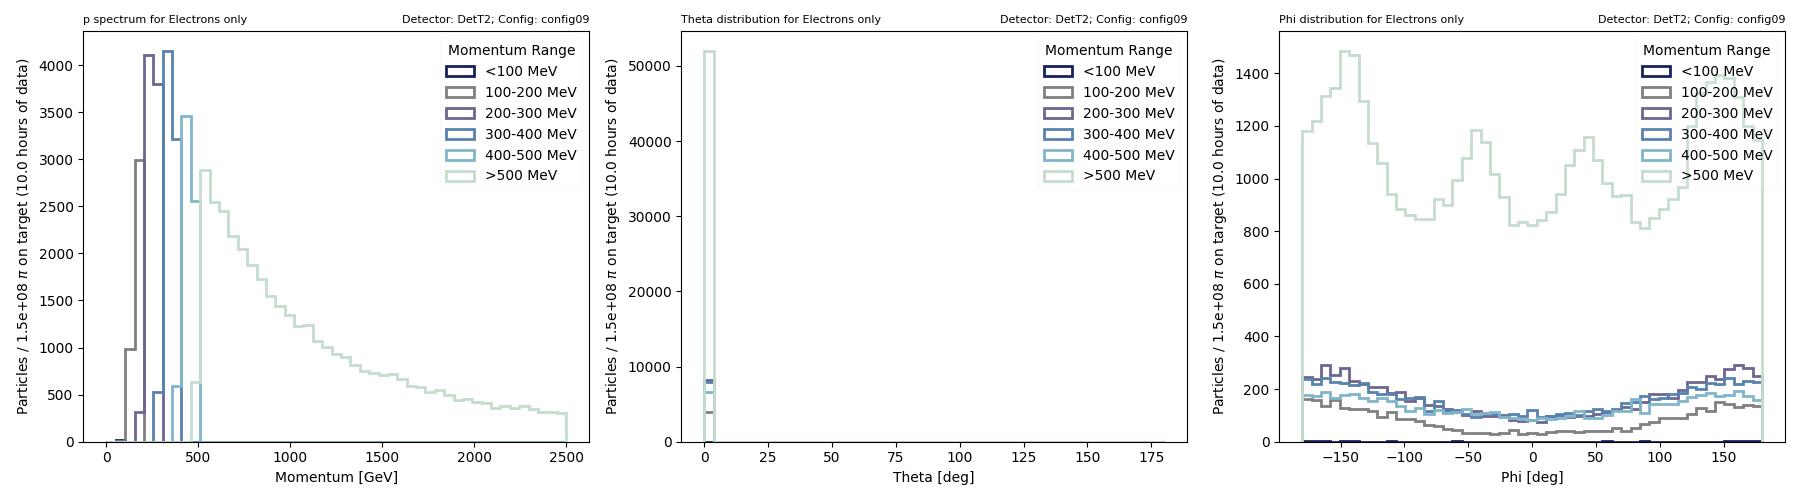 p spectrum for Electrons only
Detector: DetT2; Config: config09
Particles / 1.5e+08 π on target (10.0 hours of data)
4000
3500
3000
2500
2000
1500
1000
500
0
Momentum Range
<100 MeV
100-200 MeV
200-300 MeV
300-400 MeV
400-500 MeV
>500 MeV
0 500 1000 1500 2000 2500
Momentum [GeV]
Theta distribution for Electrons only
Detector: DetT2; Config: config09
Particles / 1.5e+08 π on target (10.0 hours of data)
50000
40000
30000
20000
10000
0
Momentum Range
<100 MeV
100-200 MeV
200-300 MeV
300-400 MeV
400-500 MeV
>500 MeV
0 25 50 75 100 125 150 175
Theta [deg]
Phi distribution for Electrons only
Detector: DetT2; Config: config09
Particles / 1.5e+08 π on target (10.0 hours of data)
1400
1200
1000
800
600
400
200
0
Momentum Range
<100 MeV
100-200 MeV
200-300 MeV
300-400 MeV
400-500 MeV
>500 MeV
−150 −100 −50 0 50 100 150
Phi [deg]